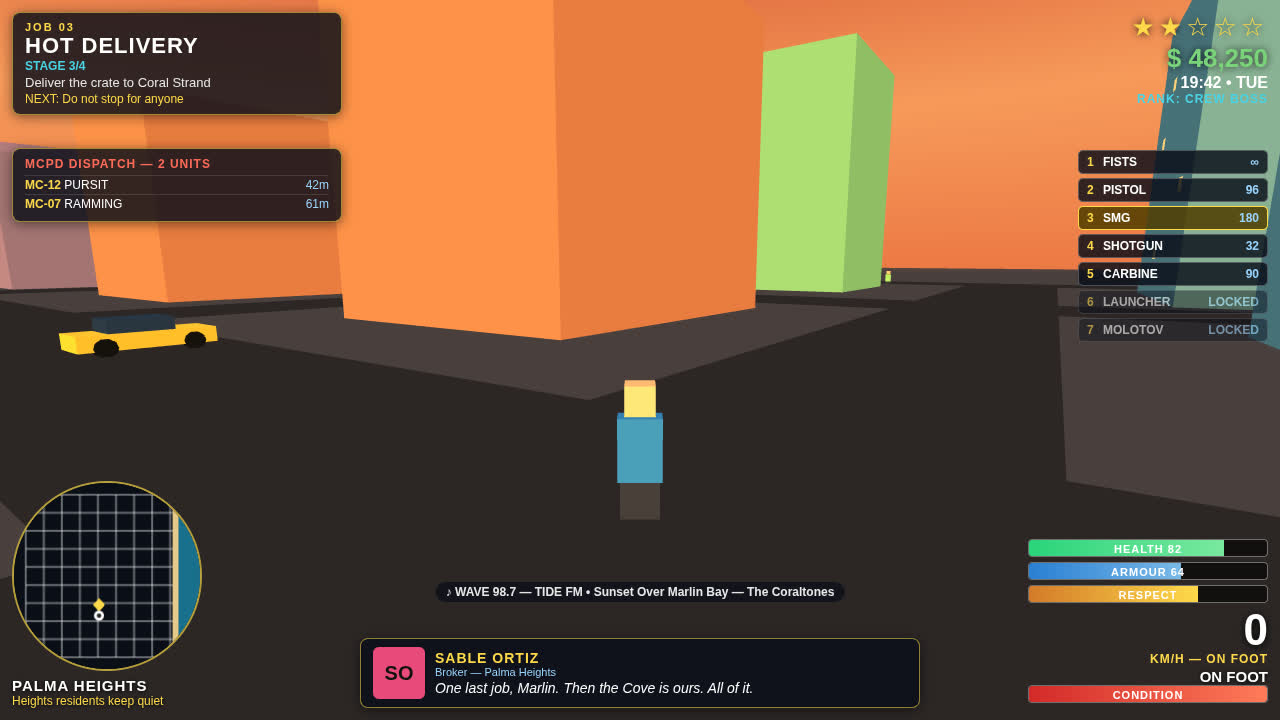 JOB 03
HOT DELIVERY
STAGE 3/4
Deliver the crate to Coral Strand
NEXT: Do not stop for anyone
MCPD DISPATCH — 2 UNITS
MC-12 PURSIT 42m
MC-07 RAMMING 61m
★★☆☆☆
$ 48,250
19:42 • TUE
RANK: CREW BOSS
1 FISTS ∞
2 PISTOL 96
3 SMG 180
4 SHOTGUN 32
5 CARBINE 90
6 LAUNCHER LOCKED
7 MOLOTOV LOCKED
PALMA HEIGHTS
Heights residents keep quiet
♪ WAVE 98.7 — TIDE FM • Sunset Over Marlin Bay — The Coraltones
SO
SABLE ORTIZ
Broker — Palma Heights
One last job, Marlin. Then the Cove is ours. All of it.
HEALTH 82
ARMOUR 64
RESPECT
0
KM/H — ON FOOT
ON FOOT
CONDITION